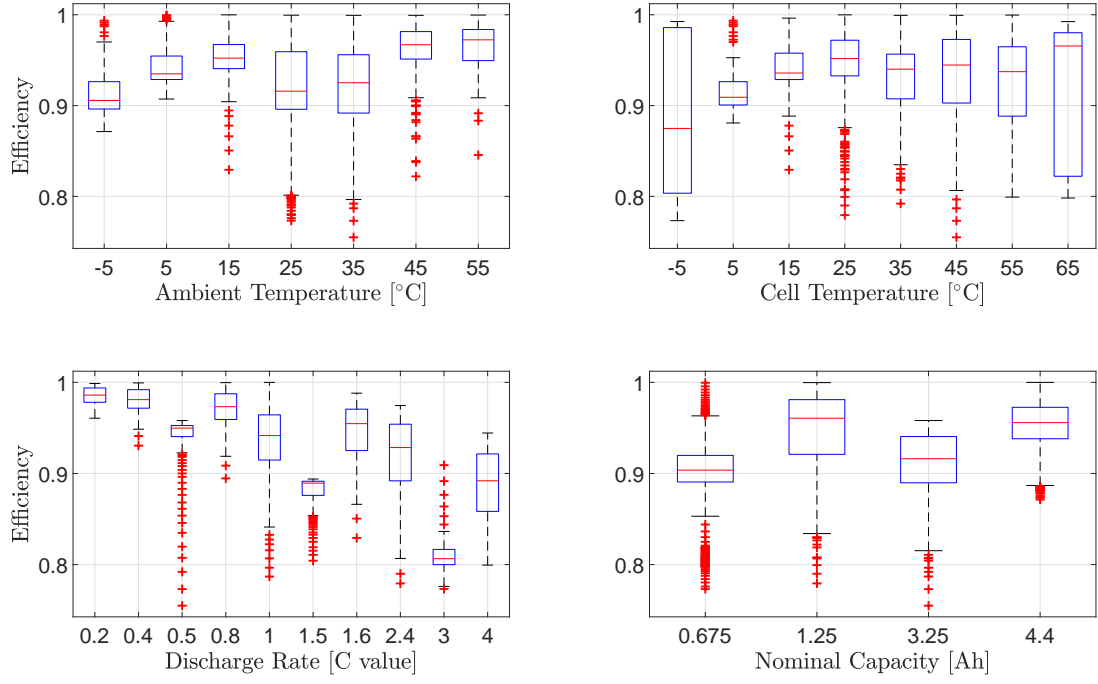 1
0.9
0.8
Efficiency
-5 5 15 25 35 45 55
Ambient Temperature [°C]
1
0.9
0.8
-5 5 15 25 35 45 55 65
Cell Temperature [°C]
1
0.9
0.8
Efficiency
0.2 0.4 0.5 0.8 1 1.5 1.6 2.4 3 4
Discharge Rate [C value]
1
0.9
0.8
0.675 1.25 3.25 4.4
Nominal Capacity [Ah]